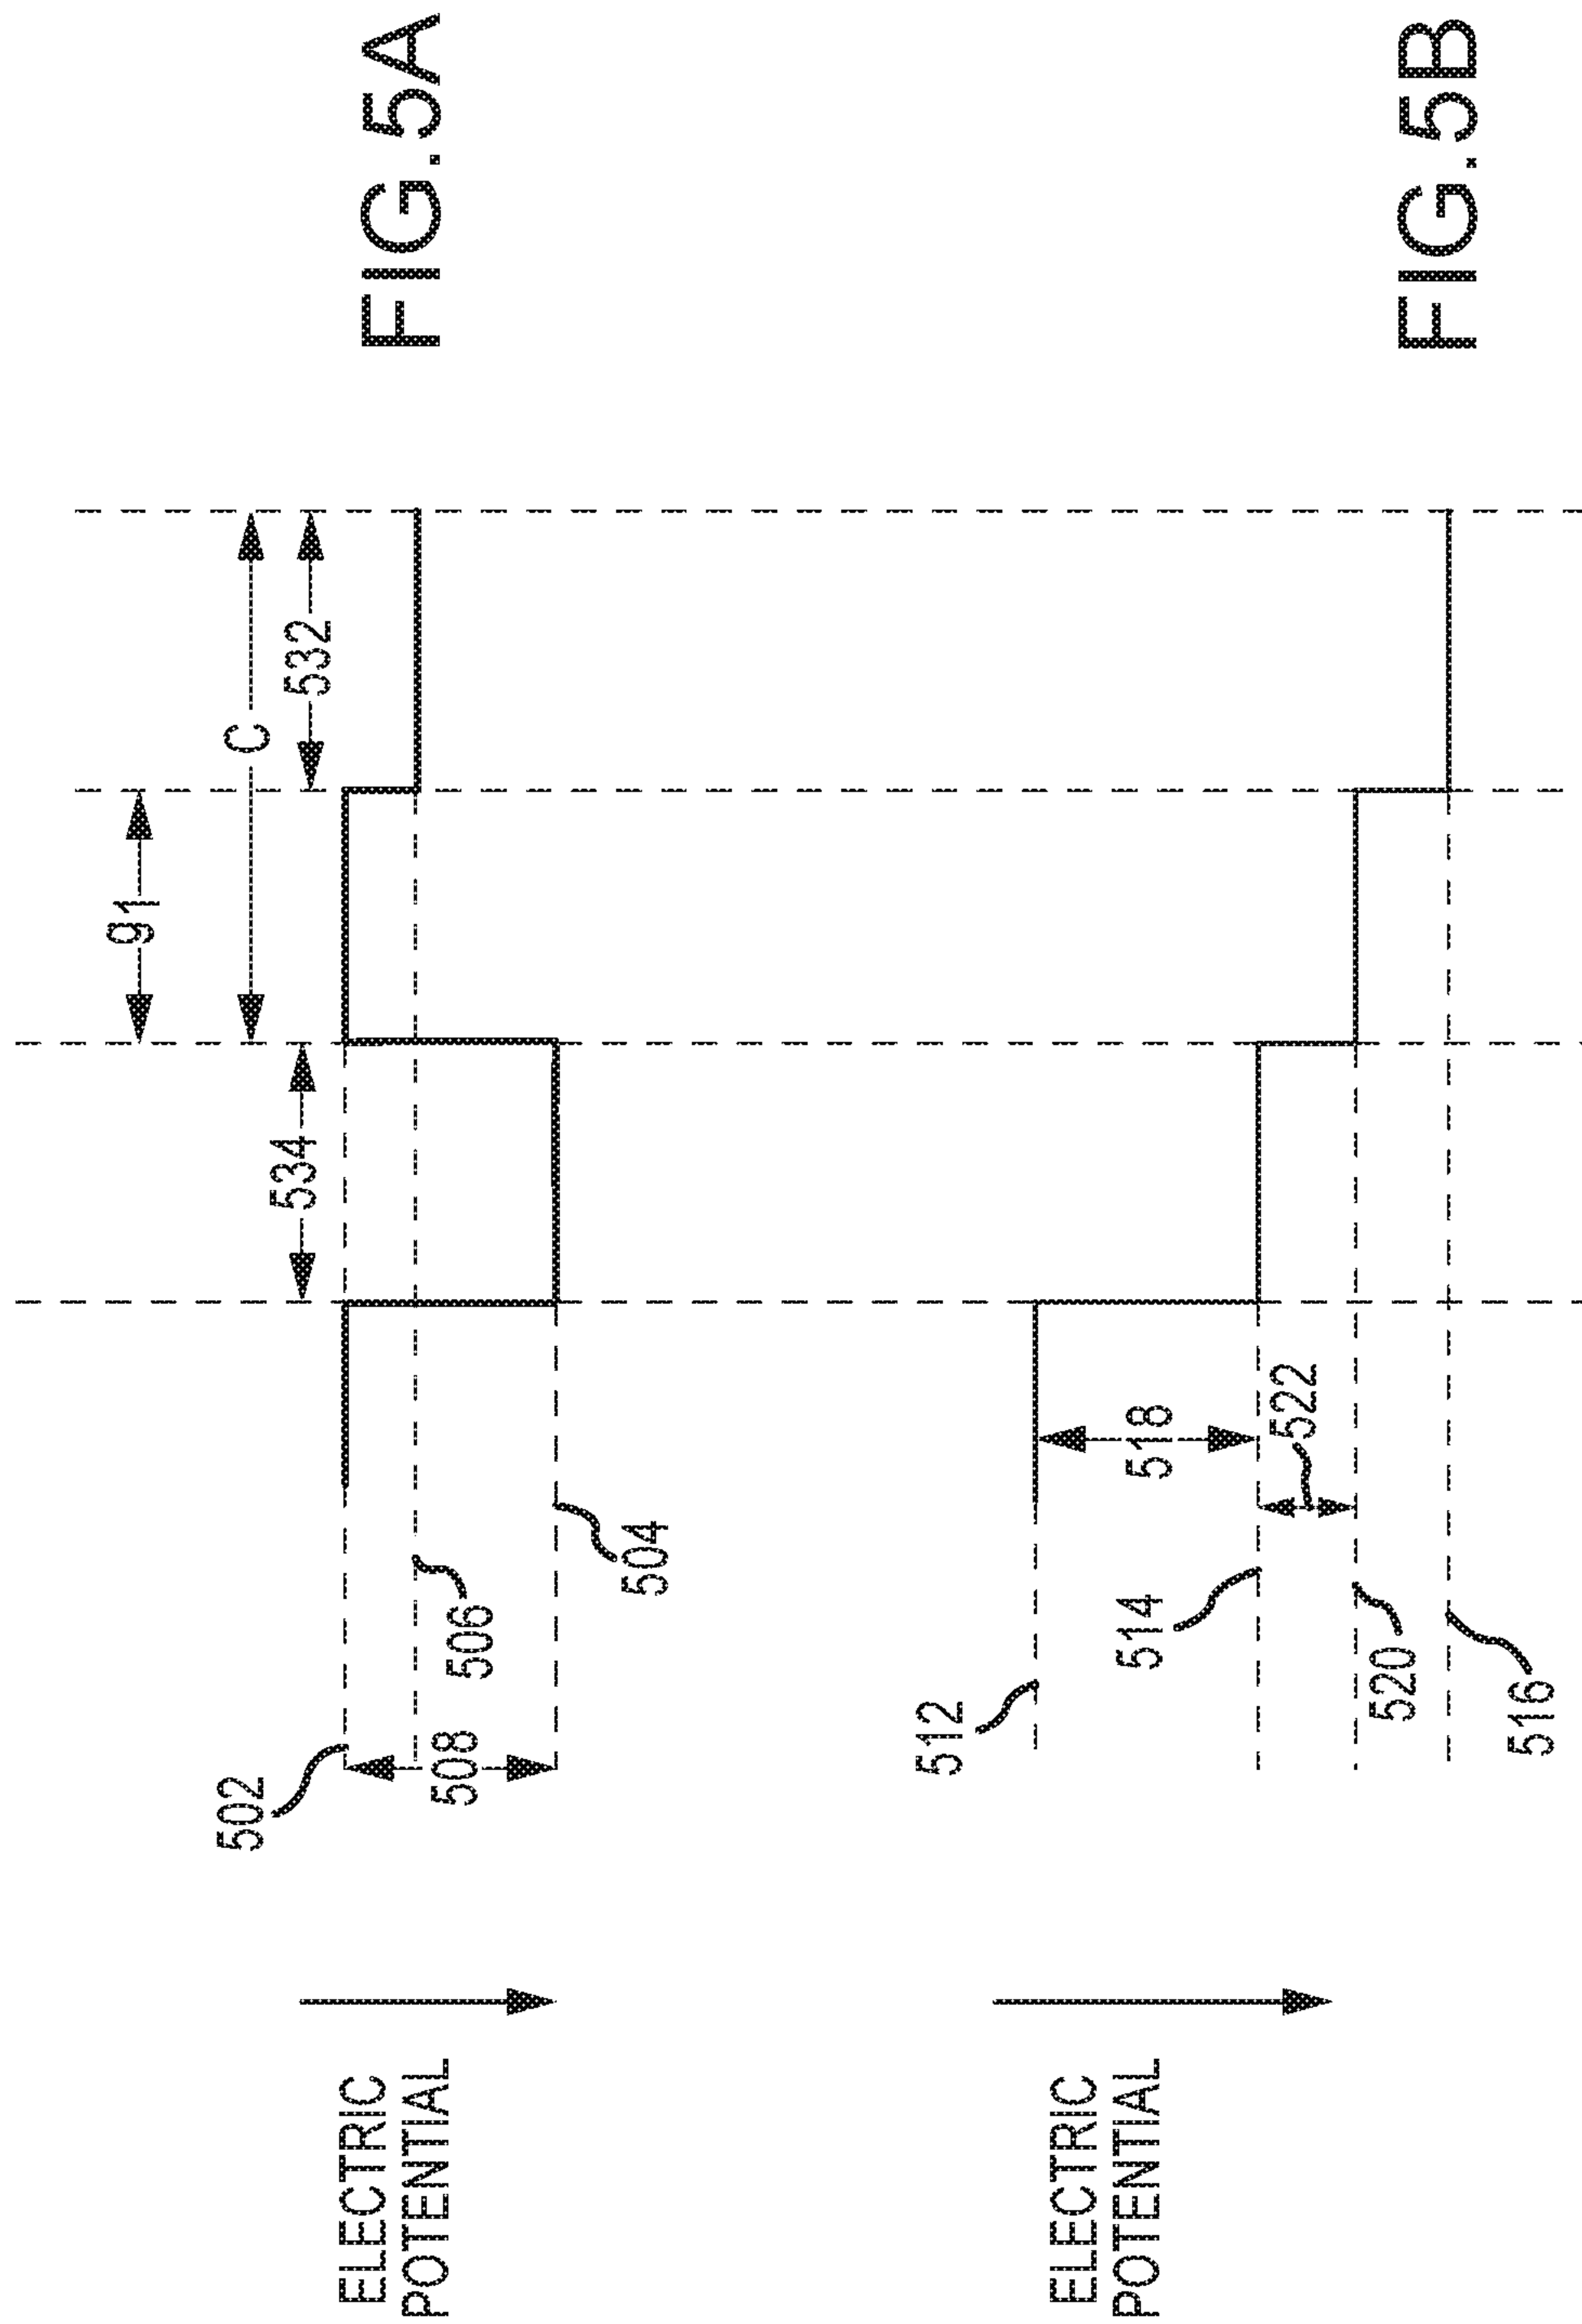 FIG.5A
ELECTRIC
POTENTIAL
502
508
506
504
534
91
C
532
FIG.5B
ELECTRIC
POTENTIAL
512
514
520
516
518
522